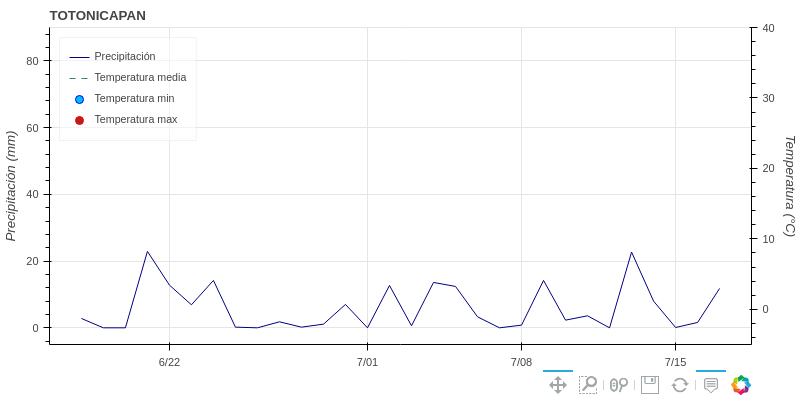 TOTONICAPAN
Precipitación
Temperatura media
Temperatura min
Temperatura max
Precipitación (mm)
80
60
40
20
0
Temperatura (°C)
40
30
20
10
0
6/22
7/01
7/08
7/15